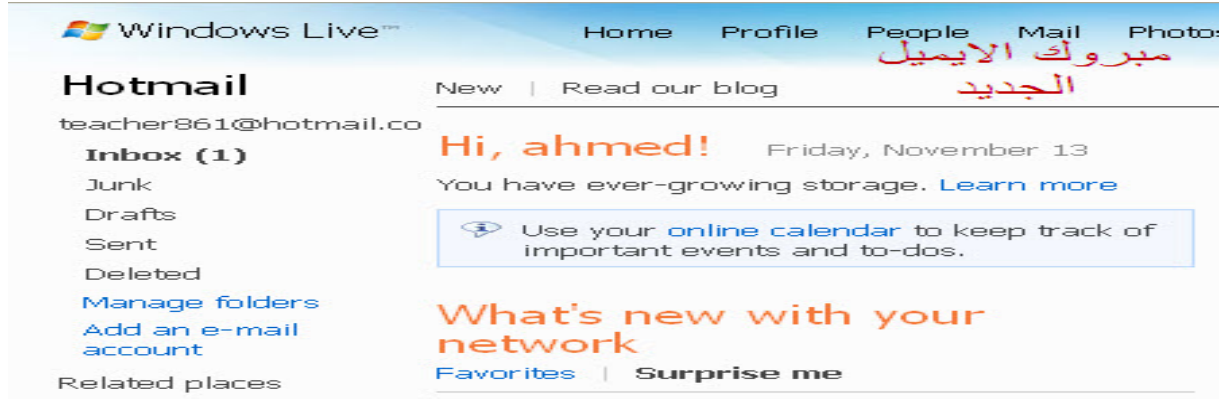 Windows Live™
Home Profile People Mail Photos
مبروك الايميل
الجديد
Hotmail
New | Read our blog
teacher861@hotmail.co
Inbox (1)
Junk
Drafts
Sent
Deleted
Manage folders
Add an e-mail
account
Related places
Hi, ahmed! Friday, November 13
You have ever-growing storage. Learn more
Use your online calendar to keep track of
important events and to-dos.
What's new with your
network
Favorites | Surprise me